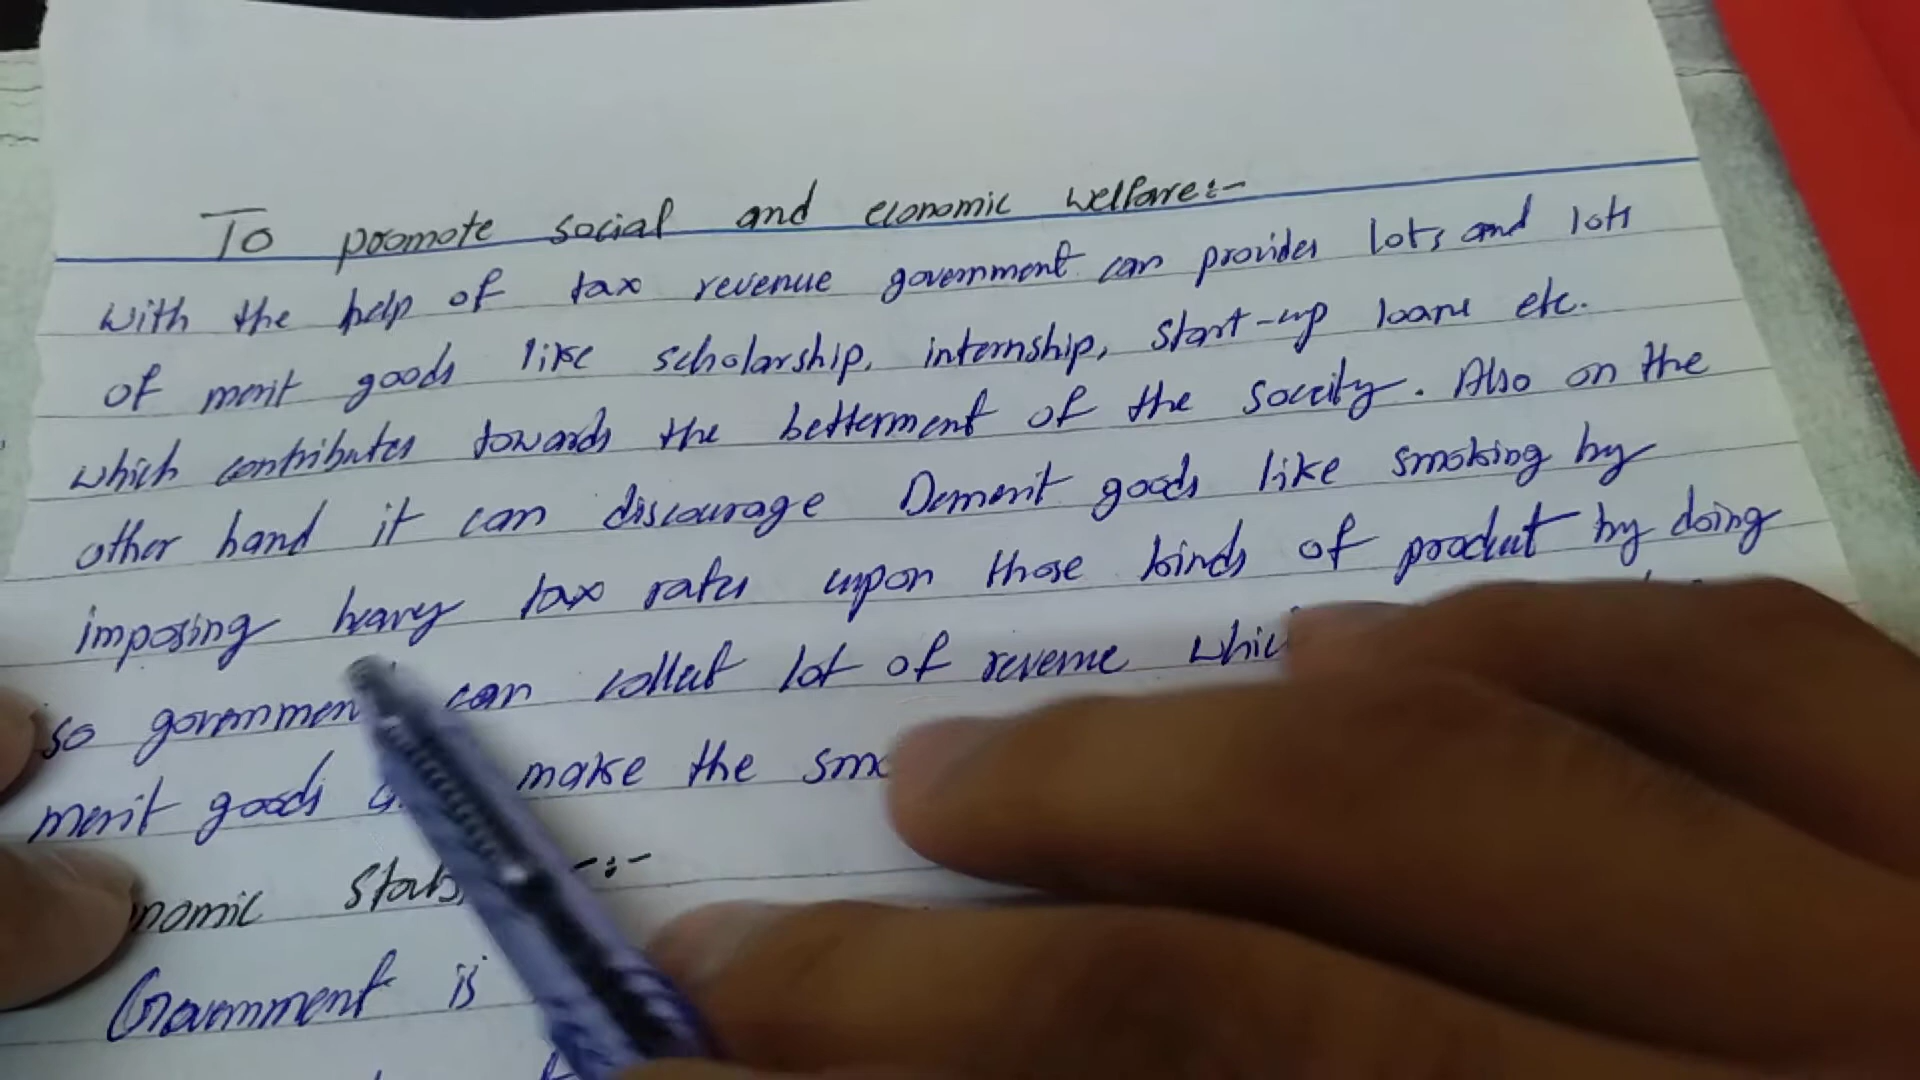 To promote social and economic welfare:-
With the help of tax revenue government can provides lots and lots
of merit goods like scholarship, internship, start-up loans etc.
which contributes towards the betterment of the soceity. Also on the
other hand it can discourage Demerit goods like smoking by
imposing heavy tax rates upon those kinds of product by doing
so government can collect lot of revenue
merit goods make the
nomic
Government is